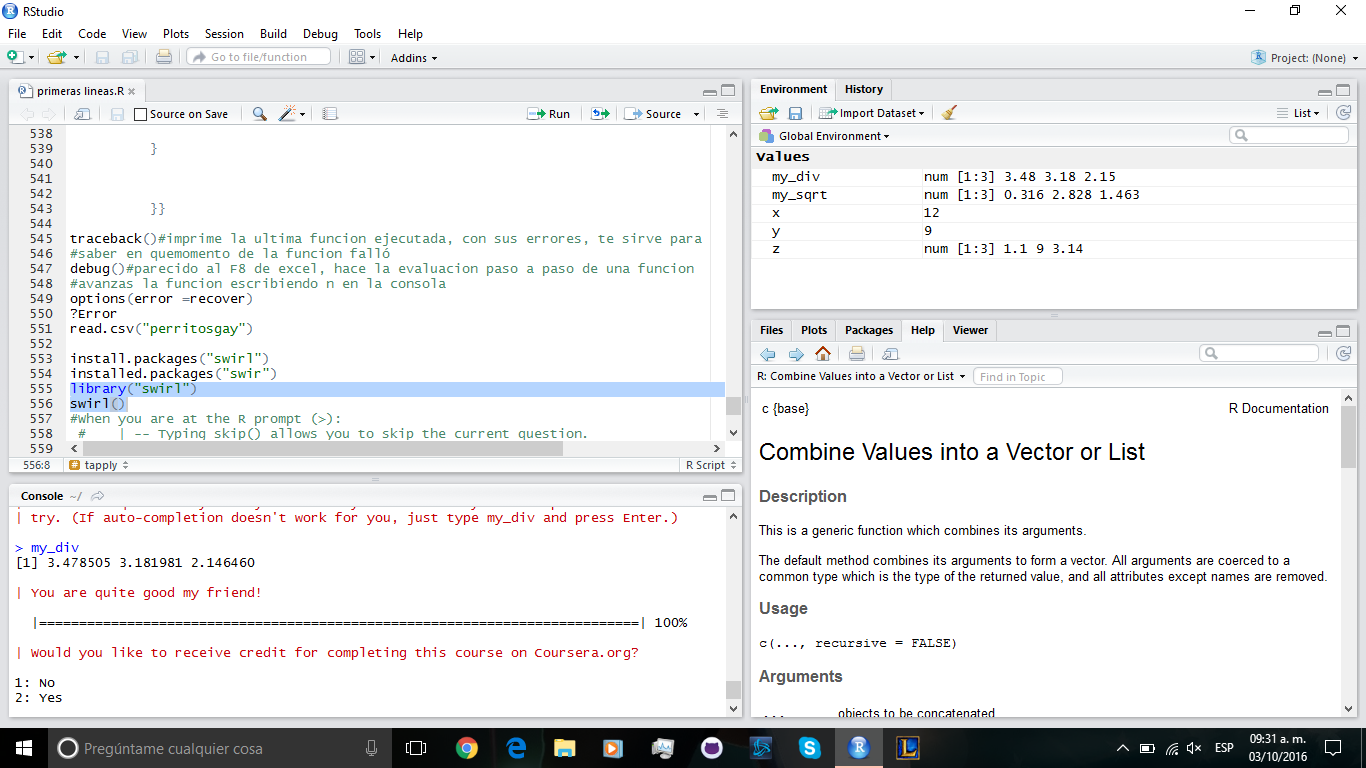 RStudio
File Edit Code View Plots Session Build Debug Tools Help
Go to file/function Addins Project: (None)
primeras lineas.R
Source on Save Run Source
538
539 }
540
541
542
543 }}
544
545 traceback()#imprime la ultima funcion ejecutada, con sus errores, te sirve para
546 #saber en quemomento de la funcion falló
547 debug()#parecido al F8 de excel, hace la evaluacion paso a paso de una funcion
548 #avanzas la funcion escribiendo n en la consola
549 options(error =recover)
550 ?Error
551 read.csv("perritosgay")
552
553 install.packages("swirl")
554 installed.packages("swir")
555 library("swirl")
556 swirl()
557 #When you are at the R prompt (>):
558 # | -- Typing skip() allows you to skip the current question.
559
556:8 # tapply R Script
Console ~/
| try. (If auto-completion doesn't work for you, just type my_div and press Enter.)
> my_div
[1] 3.478505 3.181981 2.146460
| You are quite good my friend!
|===========================================================================| 100%
| Would you like to receive credit for completing this course on Coursera.org?
1: No
2: Yes
Environment History
Import Dataset List
Global Environment
Values
my_div num [1:3] 3.48 3.18 2.15
my_sqrt num [1:3] 0.316 2.828 1.463
x 12
y 9
z num [1:3] 1.1 9 3.14
Files Plots Packages Help Viewer
R: Combine Values into a Vector or List Find in Topic
c {base} R Documentation
Combine Values into a Vector or List
Description
This is a generic function which combines its arguments.
The default method combines its arguments to form a vector. All arguments are coerced to a
common type which is the type of the returned value, and all attributes except names are removed.
Usage
c(..., recursive = FALSE)
Arguments
... objects to be concatenated
Pregúntame cualquier cosa
ESP
09:31 a. m.
03/10/2016